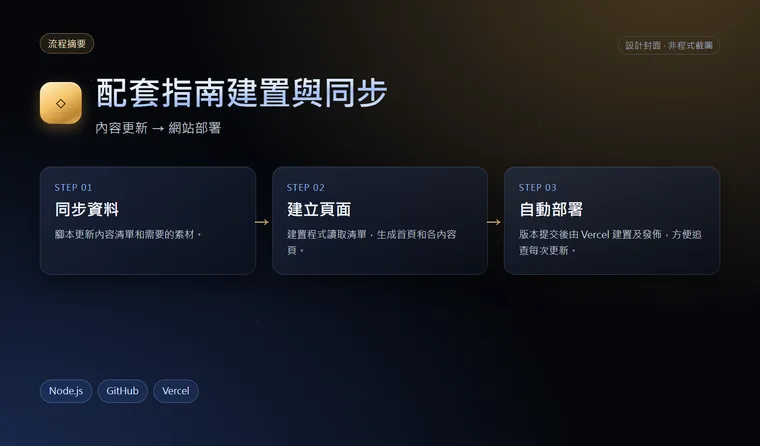 流程摘要
設計封面 · 非程式截圖
配套指南建置與同步
內容更新 → 網站部署
STEP 01
同步資料
腳本更新內容清單和需要的素材。
→
STEP 02
建立頁面
建置程式讀取清單，生成首頁和各內容
頁。
→
STEP 03
自動部署
版本提交後由 Vercel 建置及發佈，方便追
查每次更新。
Node.js
GitHub
Vercel